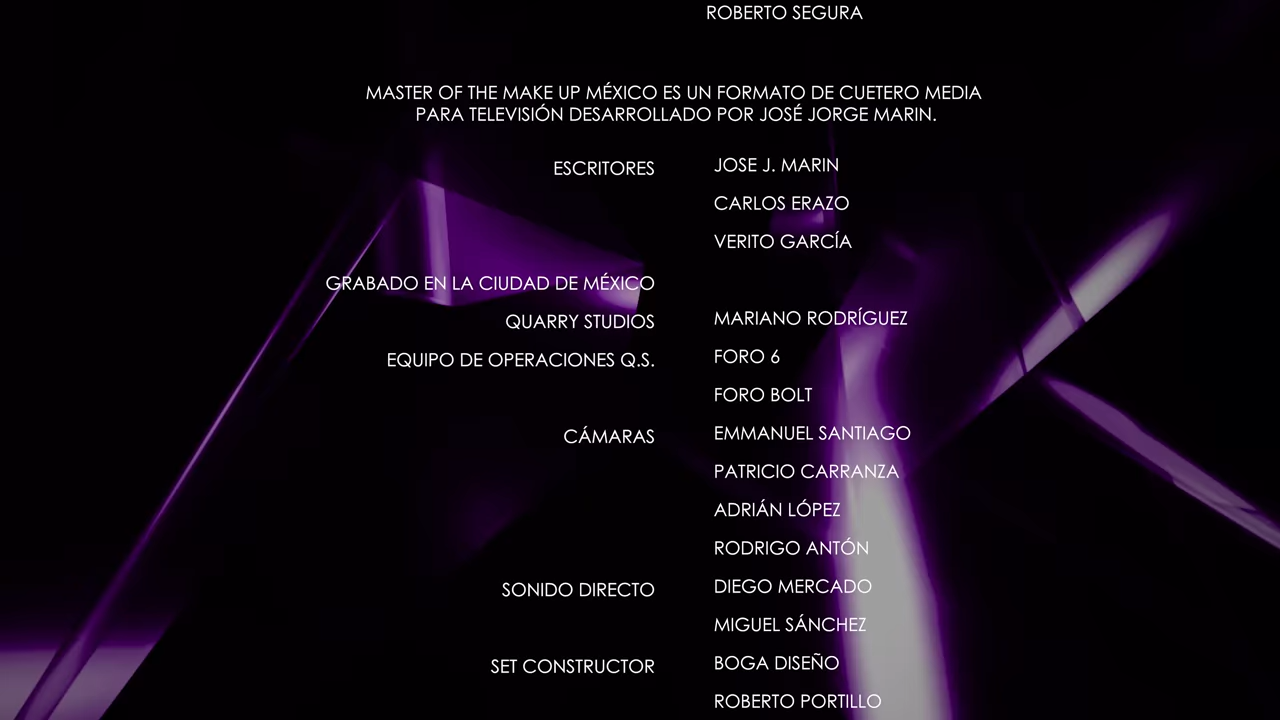 ROBERTO SEGURA
MASTER OF THE MAKE UP MÉXICO ES UN FORMATO DE CUETERO MEDIA
PARA TELEVISIÓN DESARROLLADO POR JOSÉ JORGE MARIN.
ESCRITORES JOSE J. MARIN
CARLOS ERAZO
VERITO GARCÍA
GRABADO EN LA CIUDAD DE MÉXICO
QUARRY STUDIOS MARIANO RODRÍGUEZ
EQUIPO DE OPERACIONES Q.S. FORO 6
FORO BOLT
CÁMARAS EMMANUEL SANTIAGO
PATRICIO CARRANZA
ADRIÁN LÓPEZ
RODRIGO ANTÓN
SONIDO DIRECTO DIEGO MERCADO
MIGUEL SÁNCHEZ
SET CONSTRUCTOR BOGA DISEÑO
ROBERTO PORTILLO